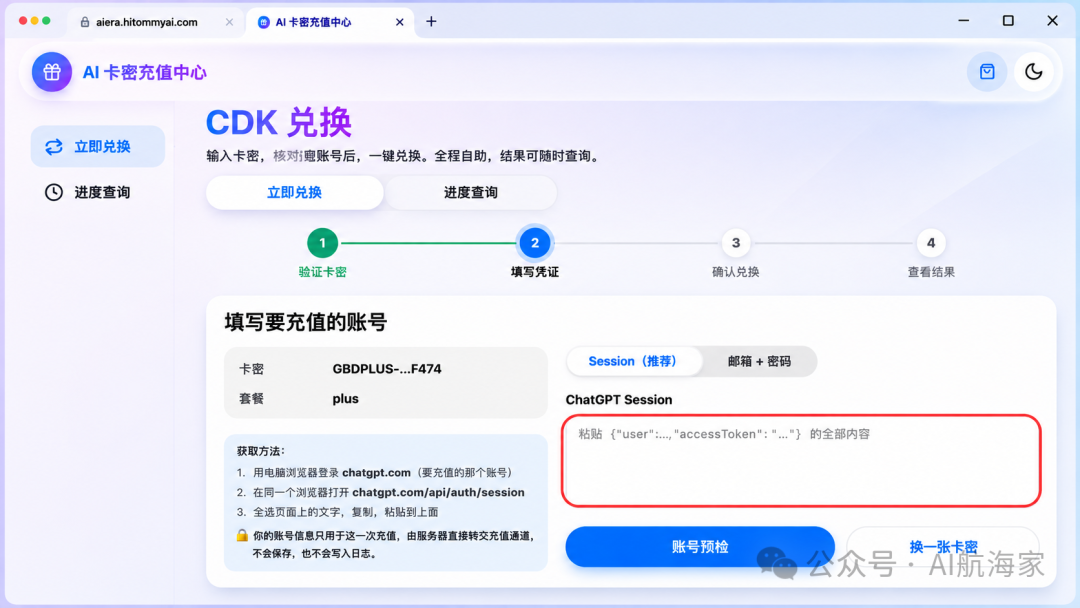 aiera.hitommyai.com
AI 卡密充值中心
AI 卡密充值中心
立即兑换
进度查询
CDK 兑换
输入卡密，核对账号后，一键兑换。全程自助，结果可随时查询。
立即兑换 进度查询
1 2 3 4
验证卡密 填写凭证 确认兑换 查看结果
填写要充值的账号
卡密 GBDPLUS-...F474
套餐 plus
获取方法：
1. 用电脑浏览器登录 chatgpt.com（要充值的那个账号）
2. 在同一个浏览器打开 chatgpt.com/api/auth/session
3. 全选页面上的文字，复制，粘贴到上面
你的账号信息只用于这一次充值，由服务器直接转交充值通道，
不会保存，也不会写入日志。
Session（推荐） 邮箱 + 密码
ChatGPT Session
粘贴 {"user":...,"accessToken": "..."} 的全部内容
账号预检 换一张卡密
公众号 · AI航海家